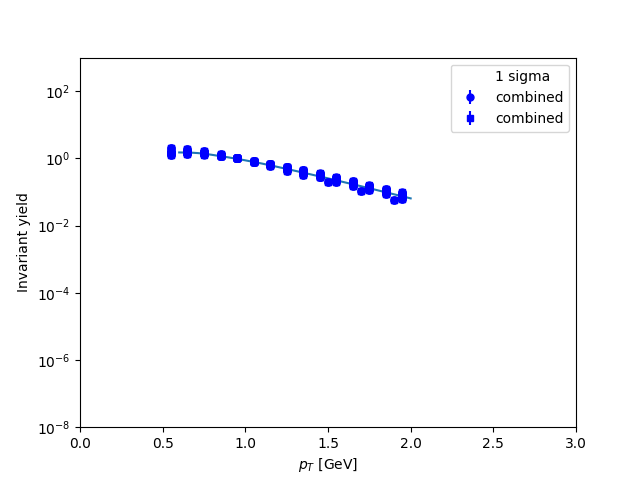 1 sigma
combined
combined
10^2
10^0
10^-2
10^-4
10^-6
10^-8
Invariant yield
0.0 0.5 1.0 1.5 2.0 2.5 3.0
p_T [GeV]